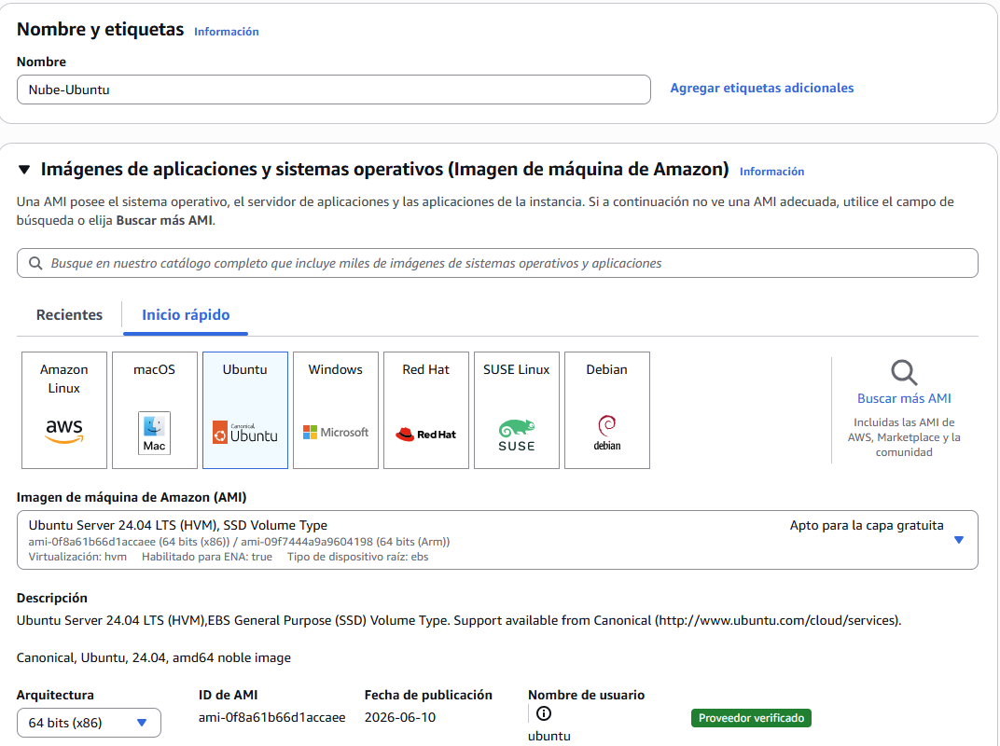 Nombre y etiquetas Información
Nombre
Nube-Ubuntu
Agregar etiquetas adicionales
Imágenes de aplicaciones y sistemas operativos (Imagen de máquina de Amazon) Información
Una AMI posee el sistema operativo, el servidor de aplicaciones y las aplicaciones de la instancia. Si a continuación no ve una AMI adecuada, utilice el campo de
búsqueda o elija Buscar más AMI.
Busque en nuestro catálogo completo que incluye miles de imágenes de sistemas operativos y aplicaciones
Recientes
Inicio rápido
Amazon
Linux
aws
macOS
Mac
Ubuntu
Canonical
Ubuntu
Windows
Microsoft
Red Hat
Red Hat
SUSE Linux
SUSE
Debian
debian
Buscar más AMI
Incluidas las AMI de
AWS, Marketplace y la
comunidad
Imagen de máquina de Amazon (AMI)
Ubuntu Server 24.04 LTS (HVM), SSD Volume Type
Apto para la capa gratuita
ami-0f8a61b66d1accaee (64 bits (x86)) / ami-09f7444a9a9604198 (64 bits (Arm))
Virtualización: hvm Habilitado para ENA: true Tipo de dispositivo raíz: ebs
Descripción
Ubuntu Server 24.04 LTS (HVM),EBS General Purpose (SSD) Volume Type. Support available from Canonical (http://www.ubuntu.com/cloud/services).
Canonical, Ubuntu, 24.04, amd64 noble image
Arquitectura
64 bits (x86)
ID de AMI
ami-0f8a61b66d1accaee
Fecha de publicación
2026-06-10
Nombre de usuario
ubuntu
Proveedor verificado